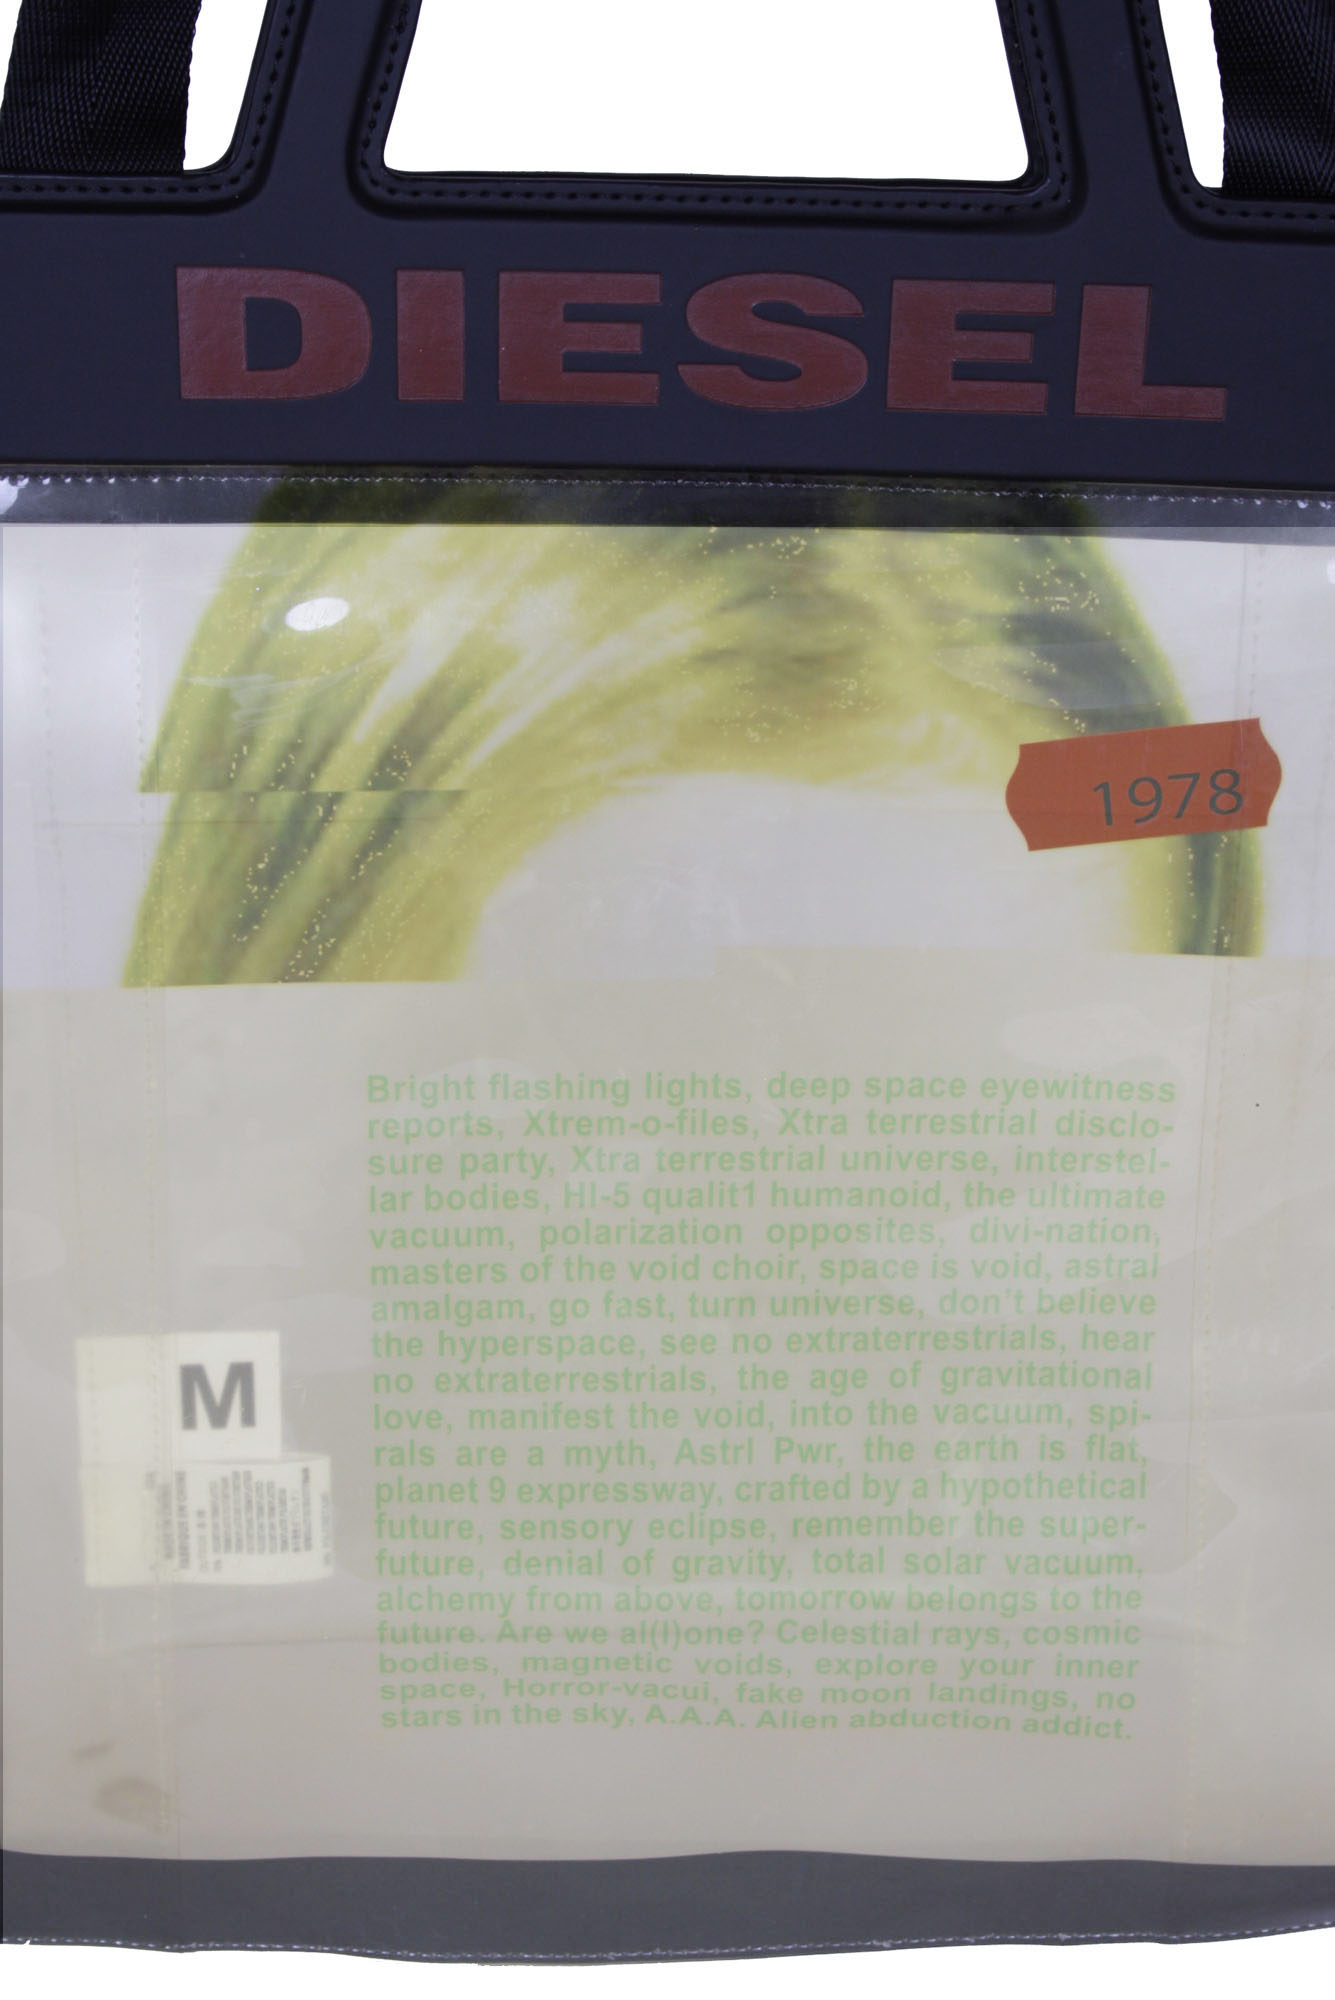 DIESEL
1978
Bright flashing lights, deep space eyewitness
reports, Xtrem-o-files, Xtra terrestrial disclo-
sure party, Xtra terrestrial universe, interstel-
lar bodies, HI-5 qualit1 humanoid, the ultimate
vacuum, polarization opposites, divi-nation,
masters of the void choir, space is void, astral
amalgam, go fast, turn universe, don't believe
the hyperspace, see no extraterrestrials, hear
no extraterrestrials, the age of gravitational
love, manifest the void, into the vacuum, spi-
rals are a myth, Astrl Pwr, the earth is flat,
planet 9 expressway, crafted by a hypothetical
future, sensory eclipse, remember the super-
future, denial of gravity, total solar vacuum,
alchemy from above, tomorrow belongs to the
future. Are we al(l)one? Celestial rays, cosmic
bodies, magnetic voids, explore your inner
space, Horror-vacui, fake moon landings, no
stars in the sky, A.A.A. Alien abduction addict.
M